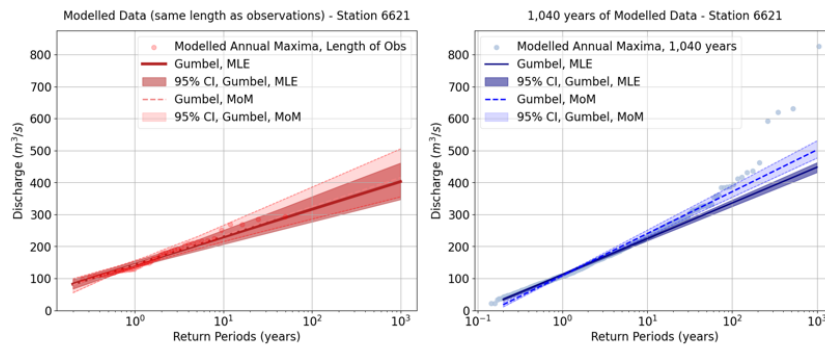 Modelled Data (same length as observations) - Station 6621
Modelled Annual Maxima, Length of Obs
Gumbel, MLE
95% CI, Gumbel, MLE
Gumbel, MoM
95% CI, Gumbel, MoM
800
700
600
500
400
300
200
100
0
Discharge (m³/s)
10⁰
10¹
10²
10³
Return Periods (years)
1,040 years of Modelled Data - Station 6621
Modelled Annual Maxima, 1,040 years
Gumbel, MLE
95% CI, Gumbel, MLE
Gumbel, MoM
95% CI, Gumbel, MoM
800
700
600
500
400
300
200
100
0
Discharge (m³/s)
10⁻¹
10⁰
10¹
10²
10³
Return Periods (years)